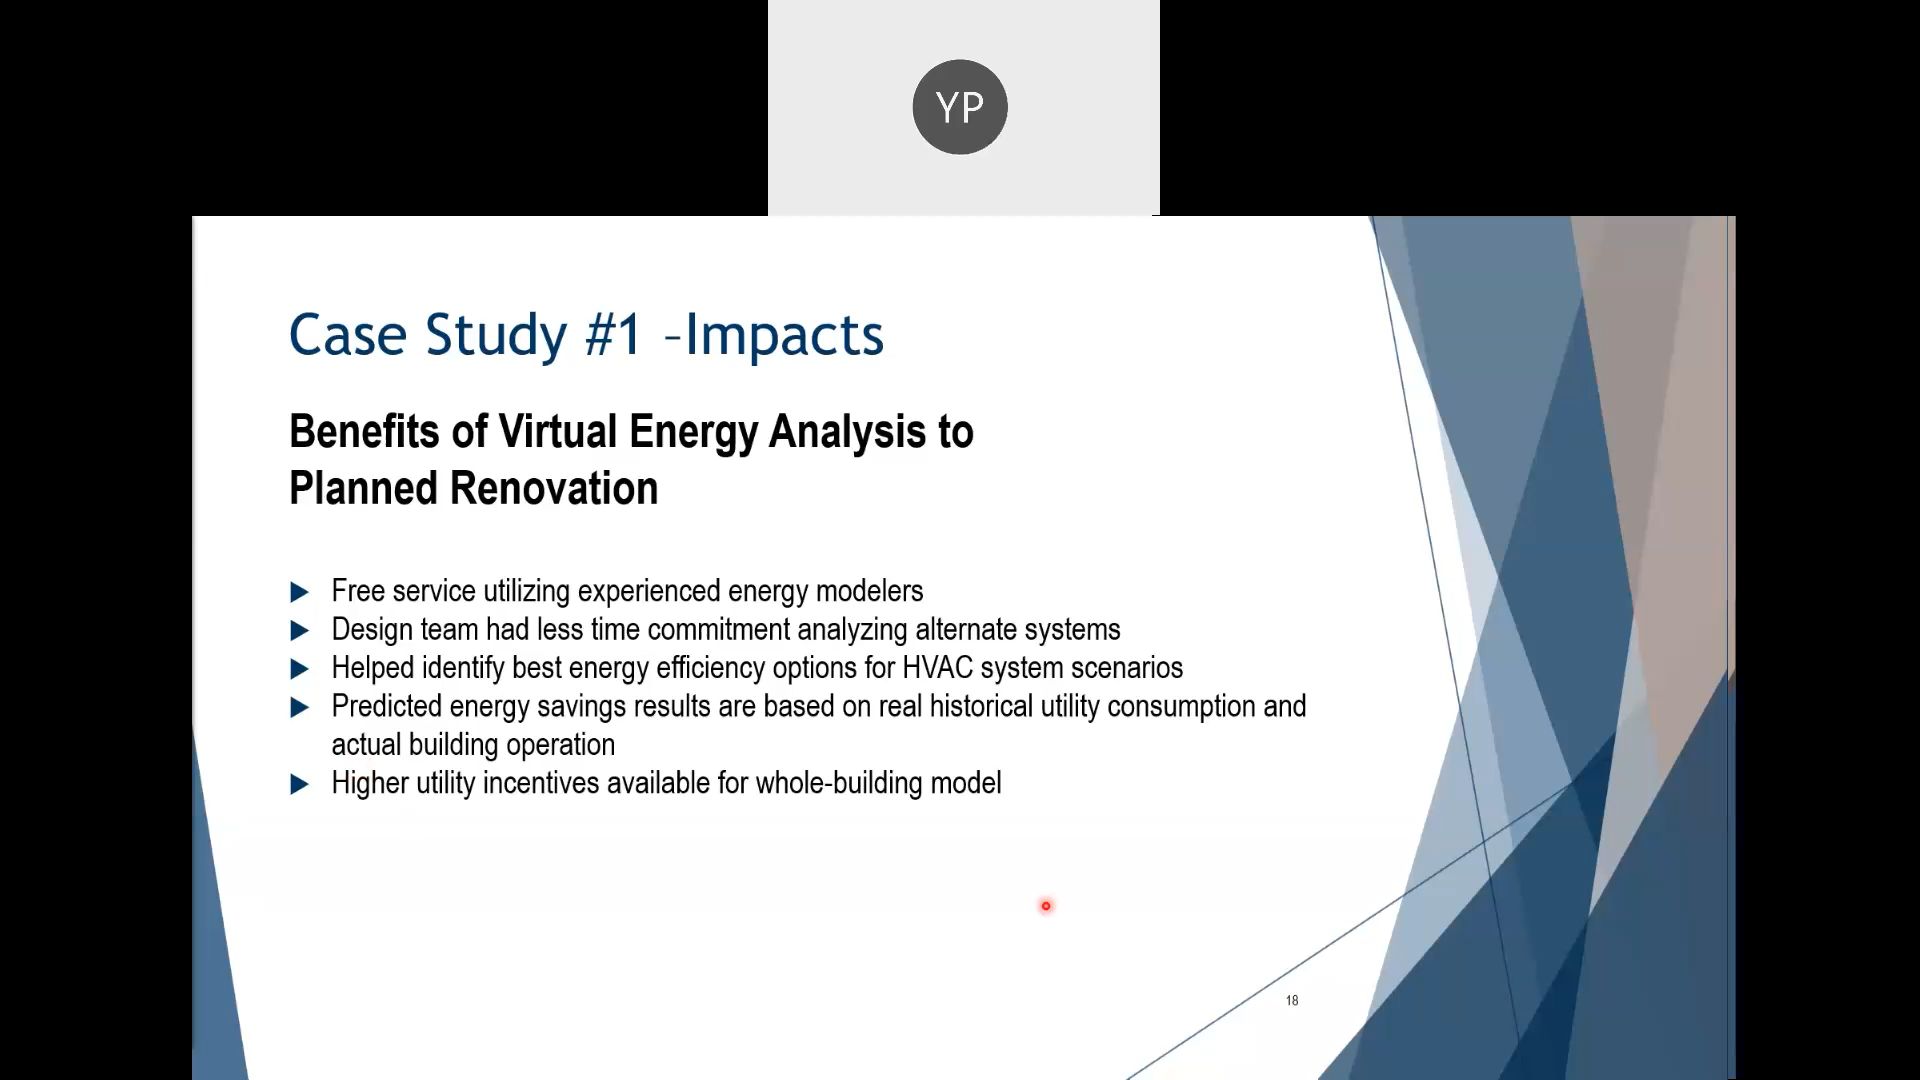 YP
Case Study #1 –Impacts
Benefits of Virtual Energy Analysis to
Planned Renovation
Free service utilizing experienced energy modelers
Design team had less time commitment analyzing alternate systems
Helped identify best energy efficiency options for HVAC system scenarios
Predicted energy savings results are based on real historical utility consumption and
actual building operation
Higher utility incentives available for whole-building model
18